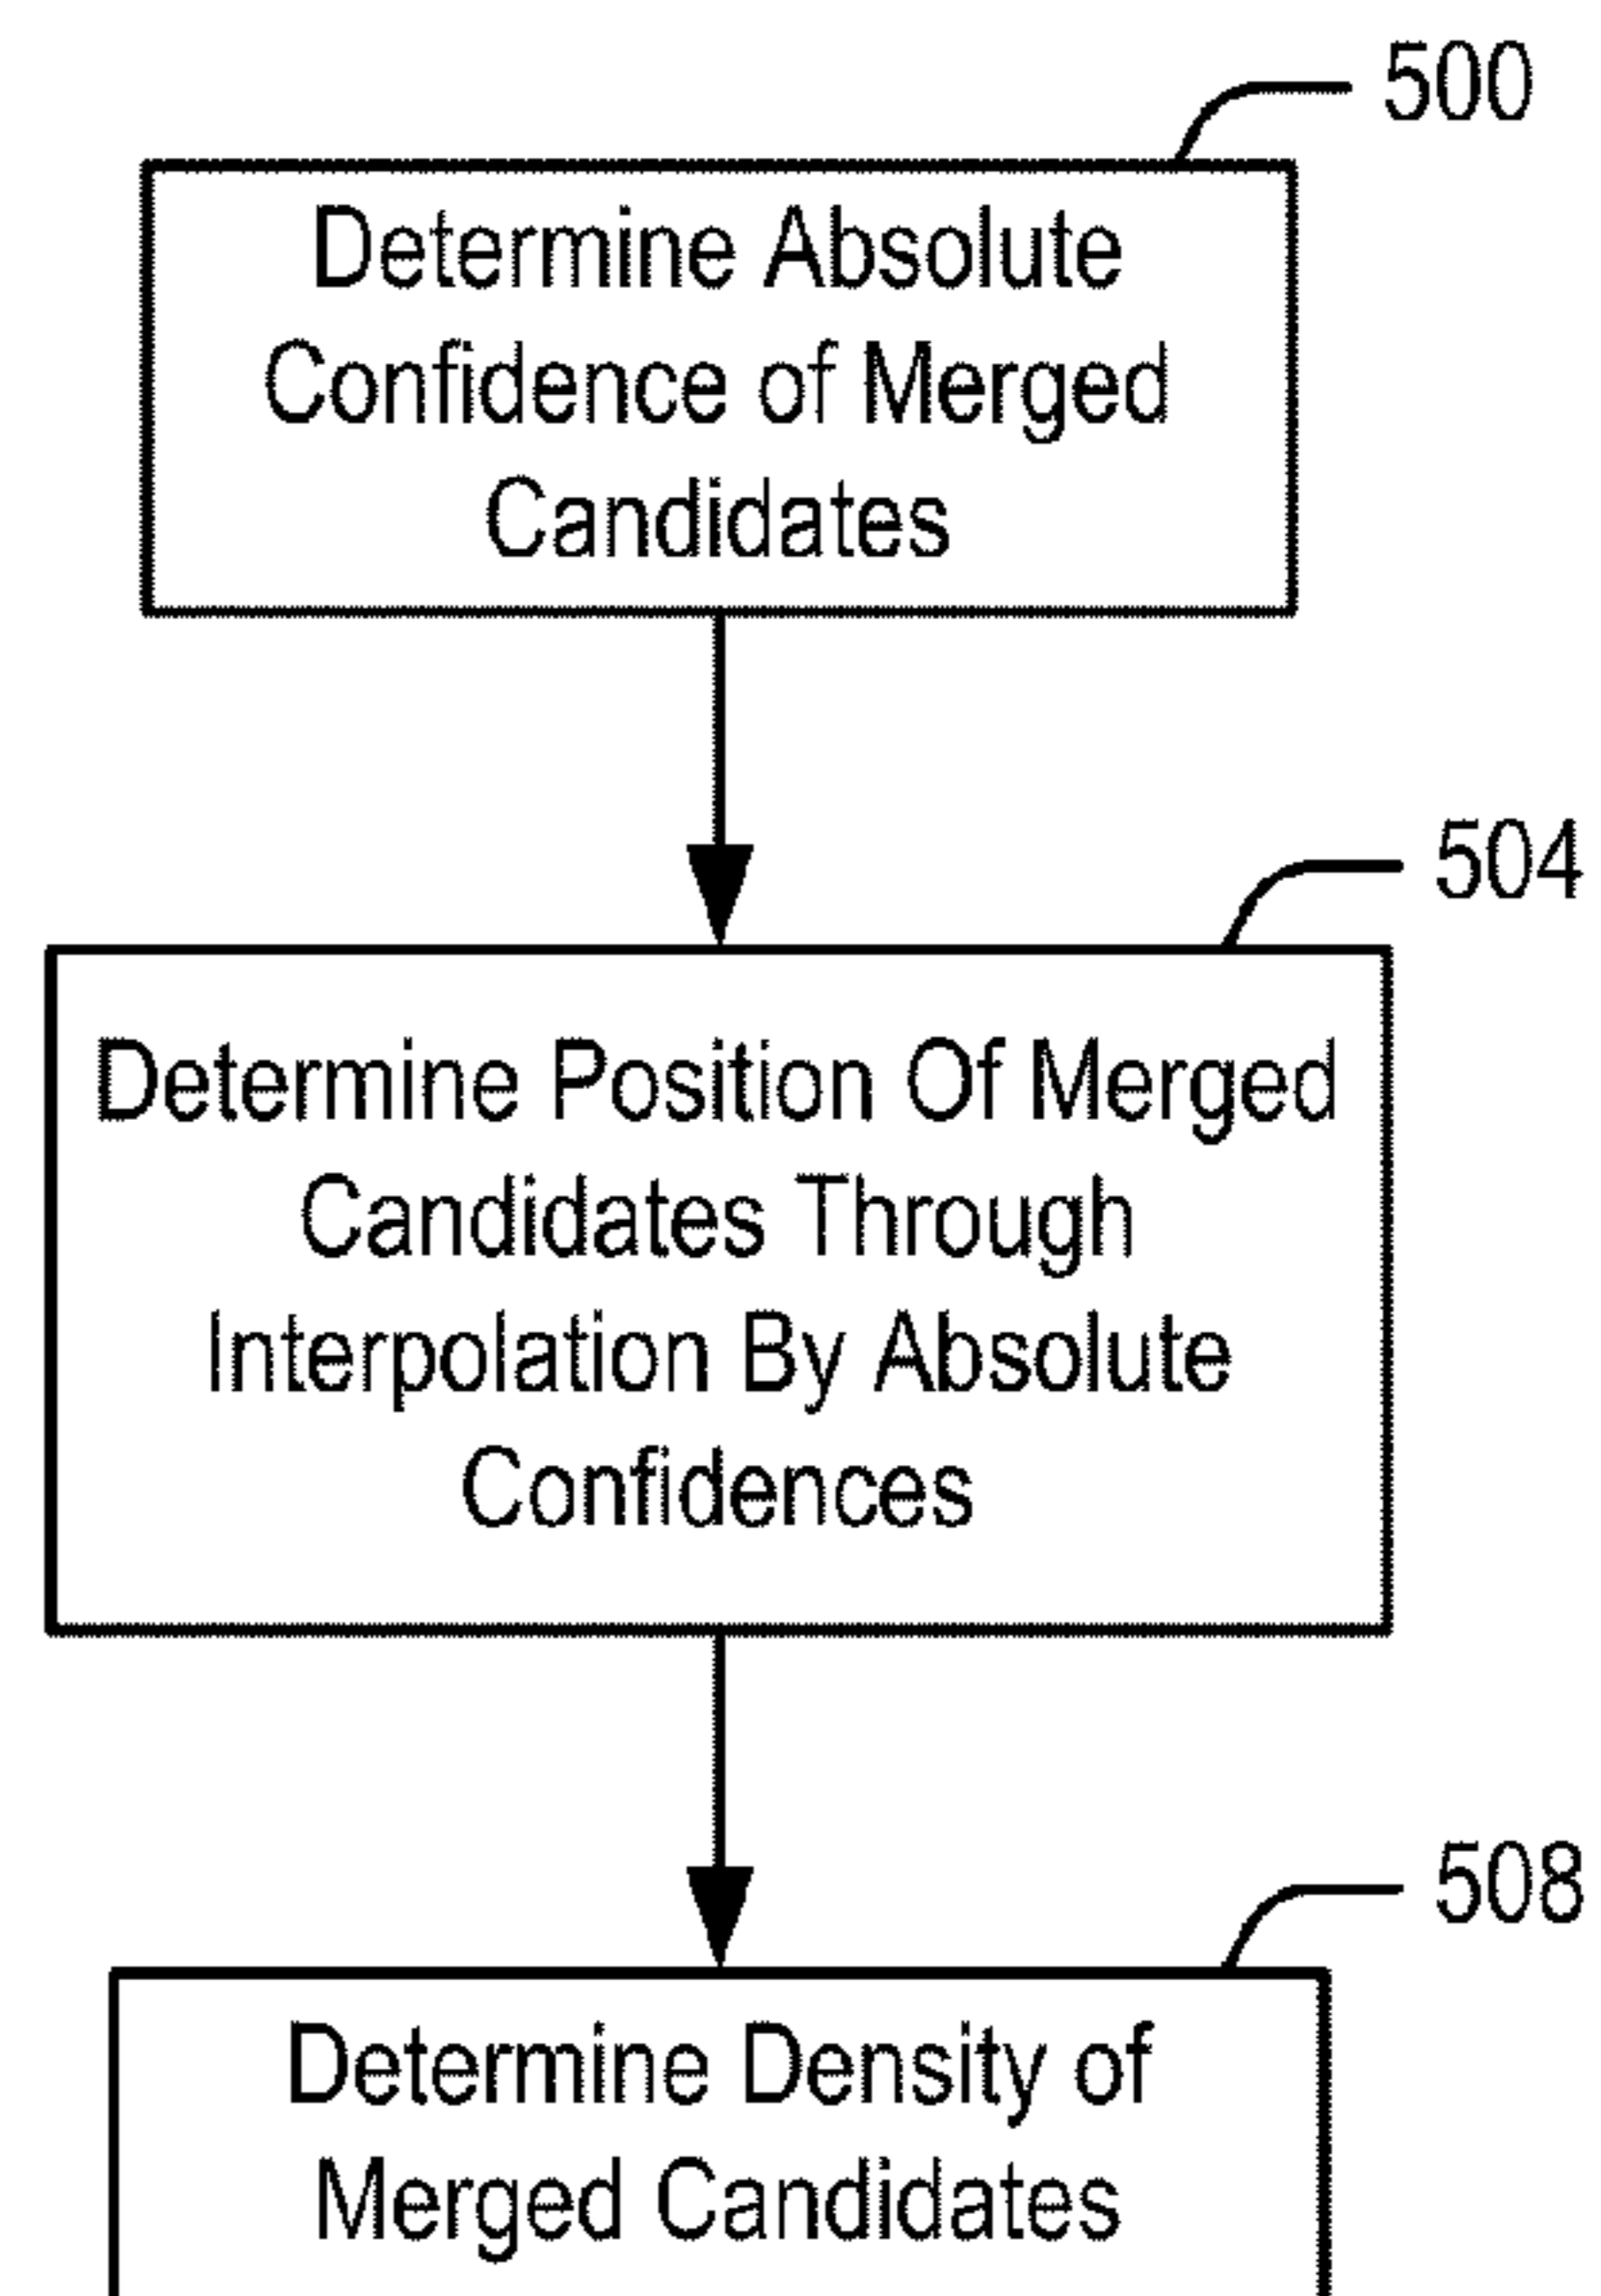 500
Determine Absolute
Confidence of Merged
Candidates
504
Determine Position Of Merged
Candidates Through
Interpolation By Absolute
Confidences
508
Determine Density of
Merged Candidates